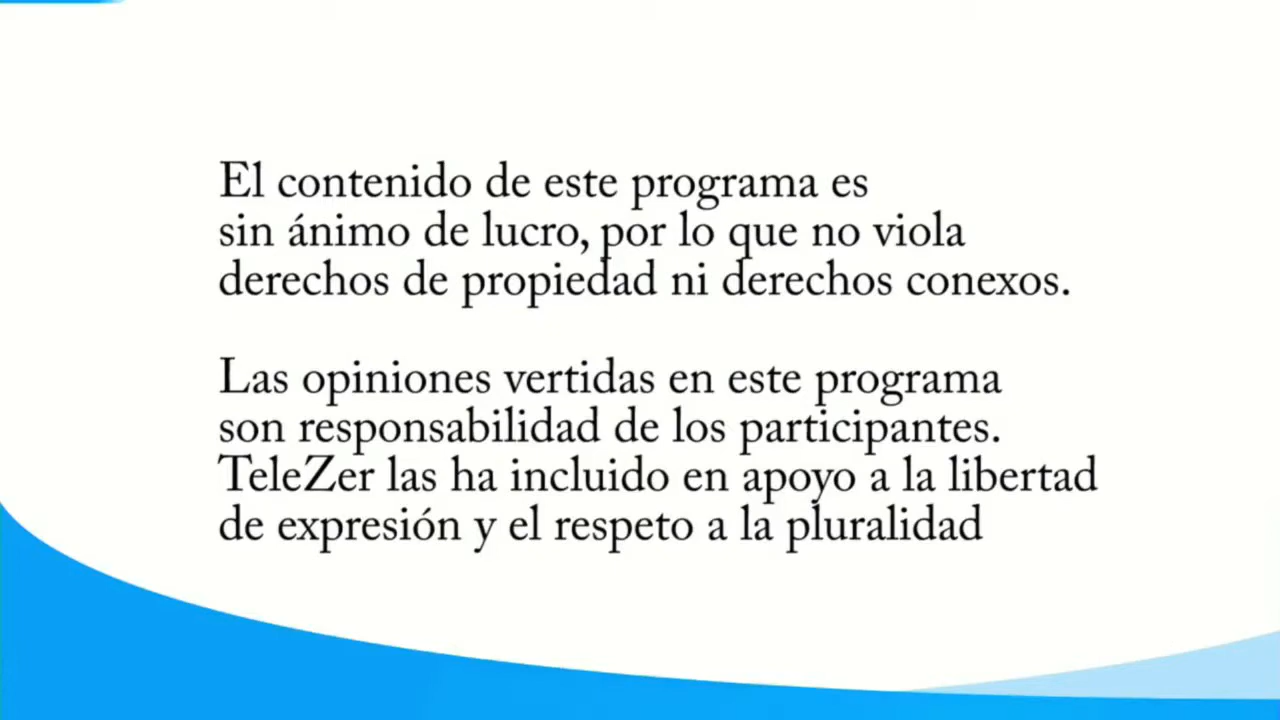 El contenido de este programa es
sin ánimo de lucro, por lo que no viola
derechos de propiedad ni derechos conexos.
Las opiniones vertidas en este programa
son responsabilidad de los participantes.
TeleZer las ha incluido en apoyo a la libertad
de expresión y el respeto a la pluralidad